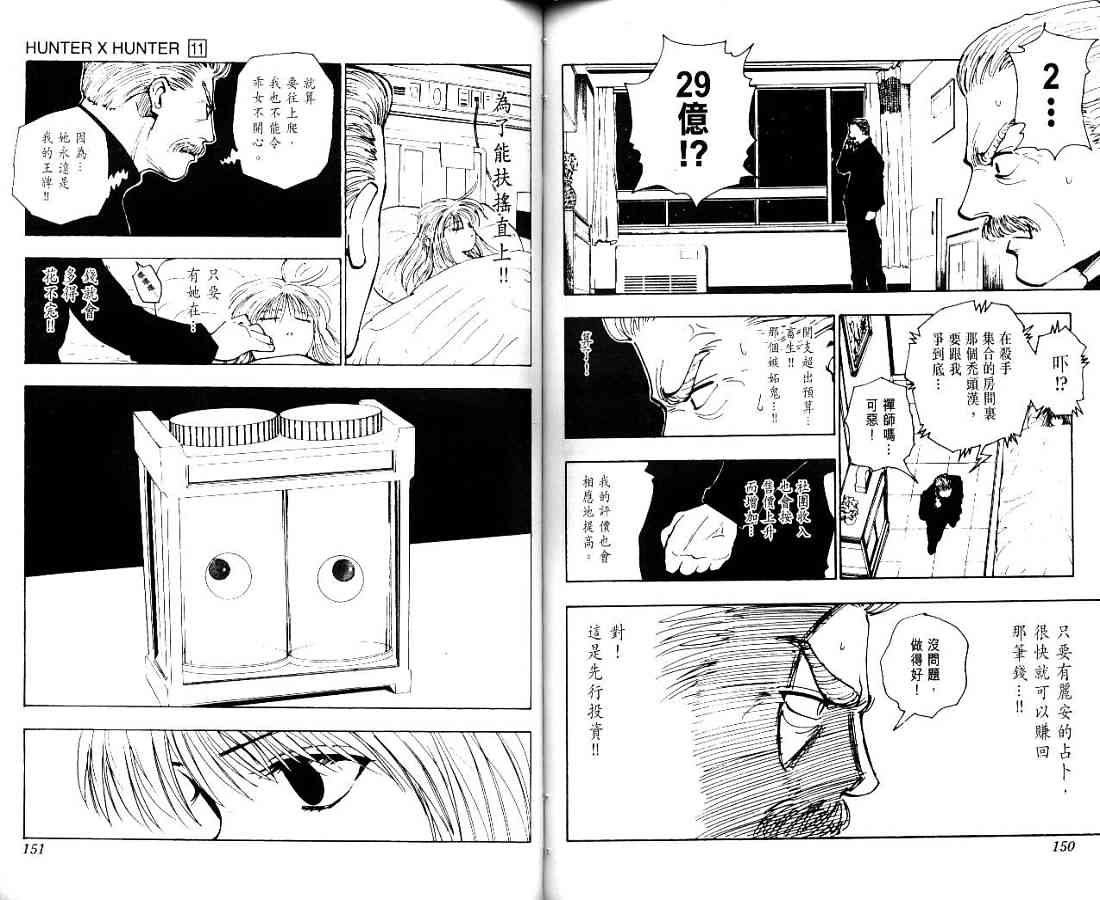 2…
29
億
!?
吓!?
在殺手
集合的房間裏
那個禿頭漢，
要跟我
爭到底…
禪師嗎…
可惡！
開支超出預算…
畜生!!
那個嫉妬鬼…!!
算了…!
社團收入
也會按
售價上升
而增加…
我的評價也會
相應地提高。
只要有麗安的占卜，
很快就可以賺回
那筆錢…!!
沒問題，
做得好！
對！
這是先行投資!!
150
HUNTER X HUNTER 11
為了能扶搖直上!!
就算
要往上爬，
我也不能令
乖女不開心。
因為…
她永遠是
我的王牌!!
只要
有她在…
錢就會
多得
花不完!!
151